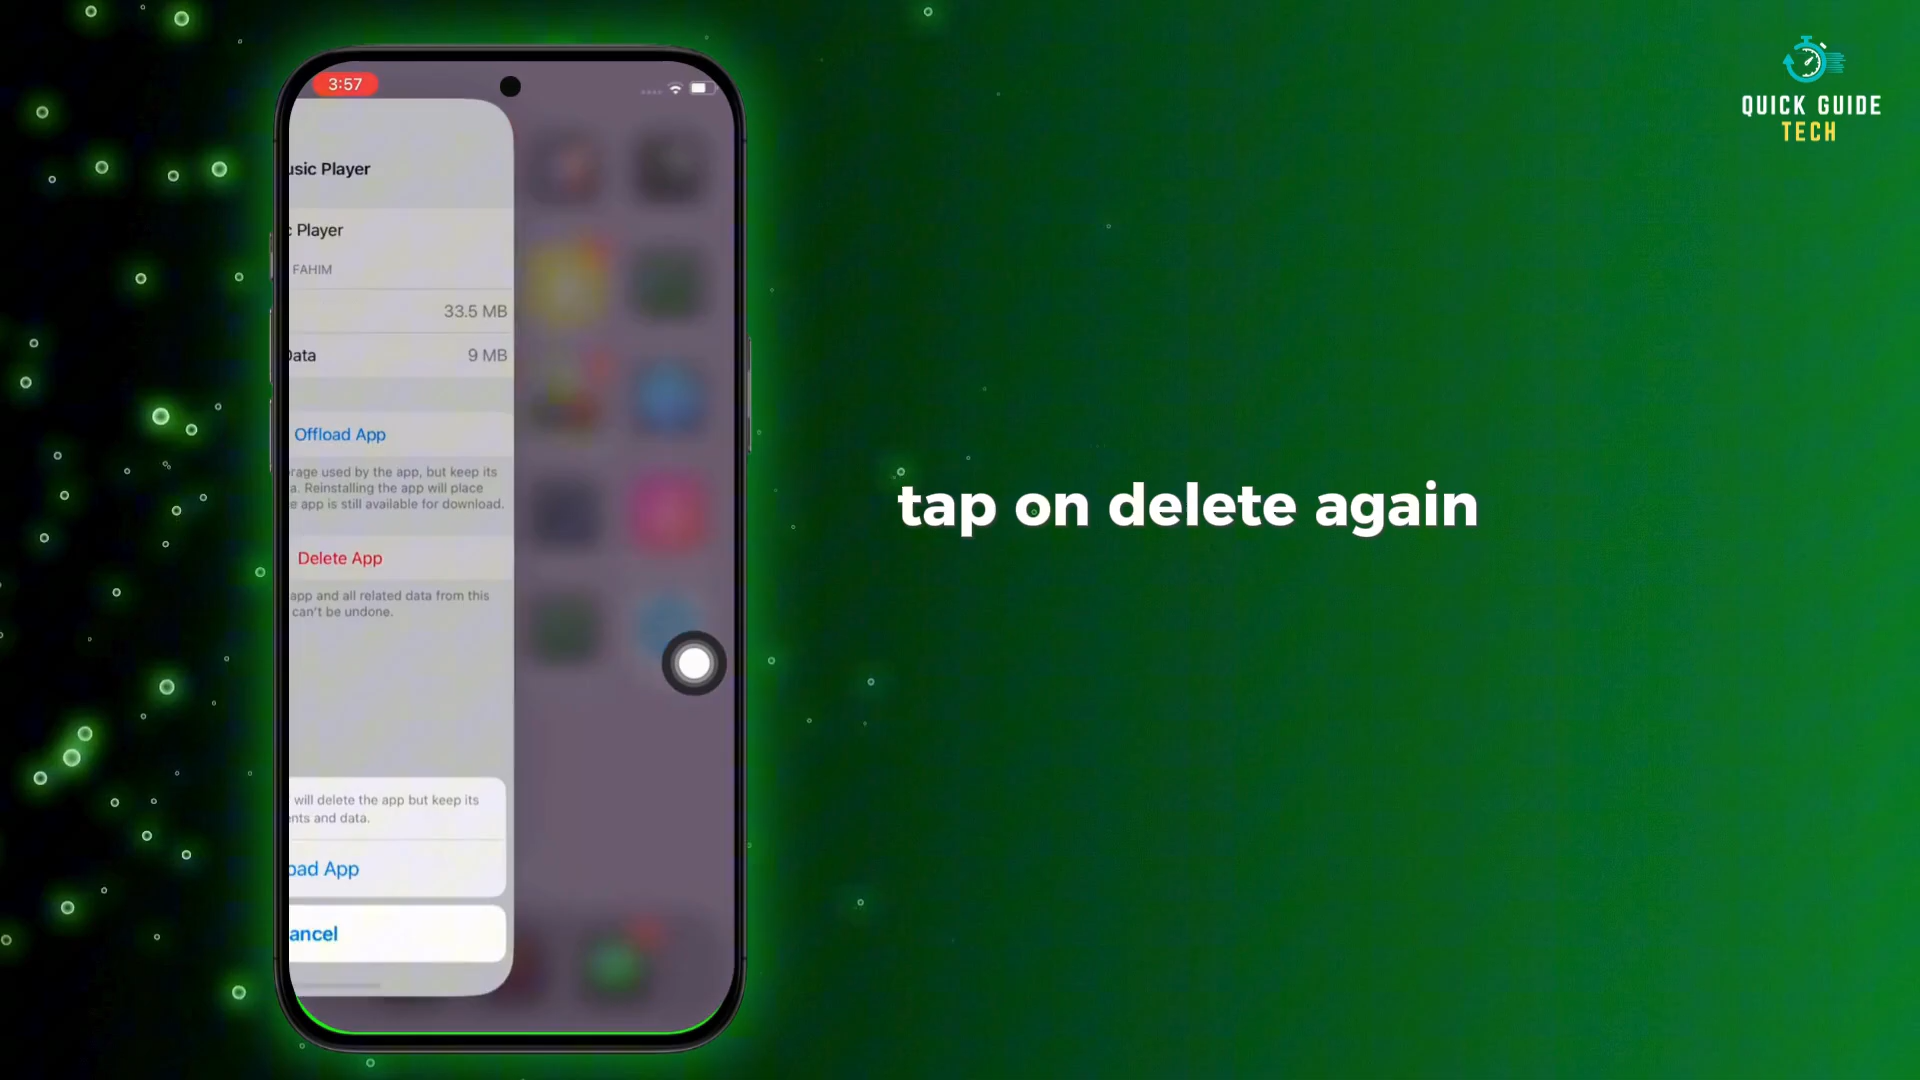 3:57
QUICK GUIDE
TECH
usic Player
c Player
FAHIM
33.5 MB
Data
9 MB
Offload App
rage used by the app, but keep its
a. Reinstalling the app will place
e app is still available for download.
tap on delete again
Delete App
app and all related data from this
can't be undone.
will delete the app but keep its
nts and data.
oad App
ancel